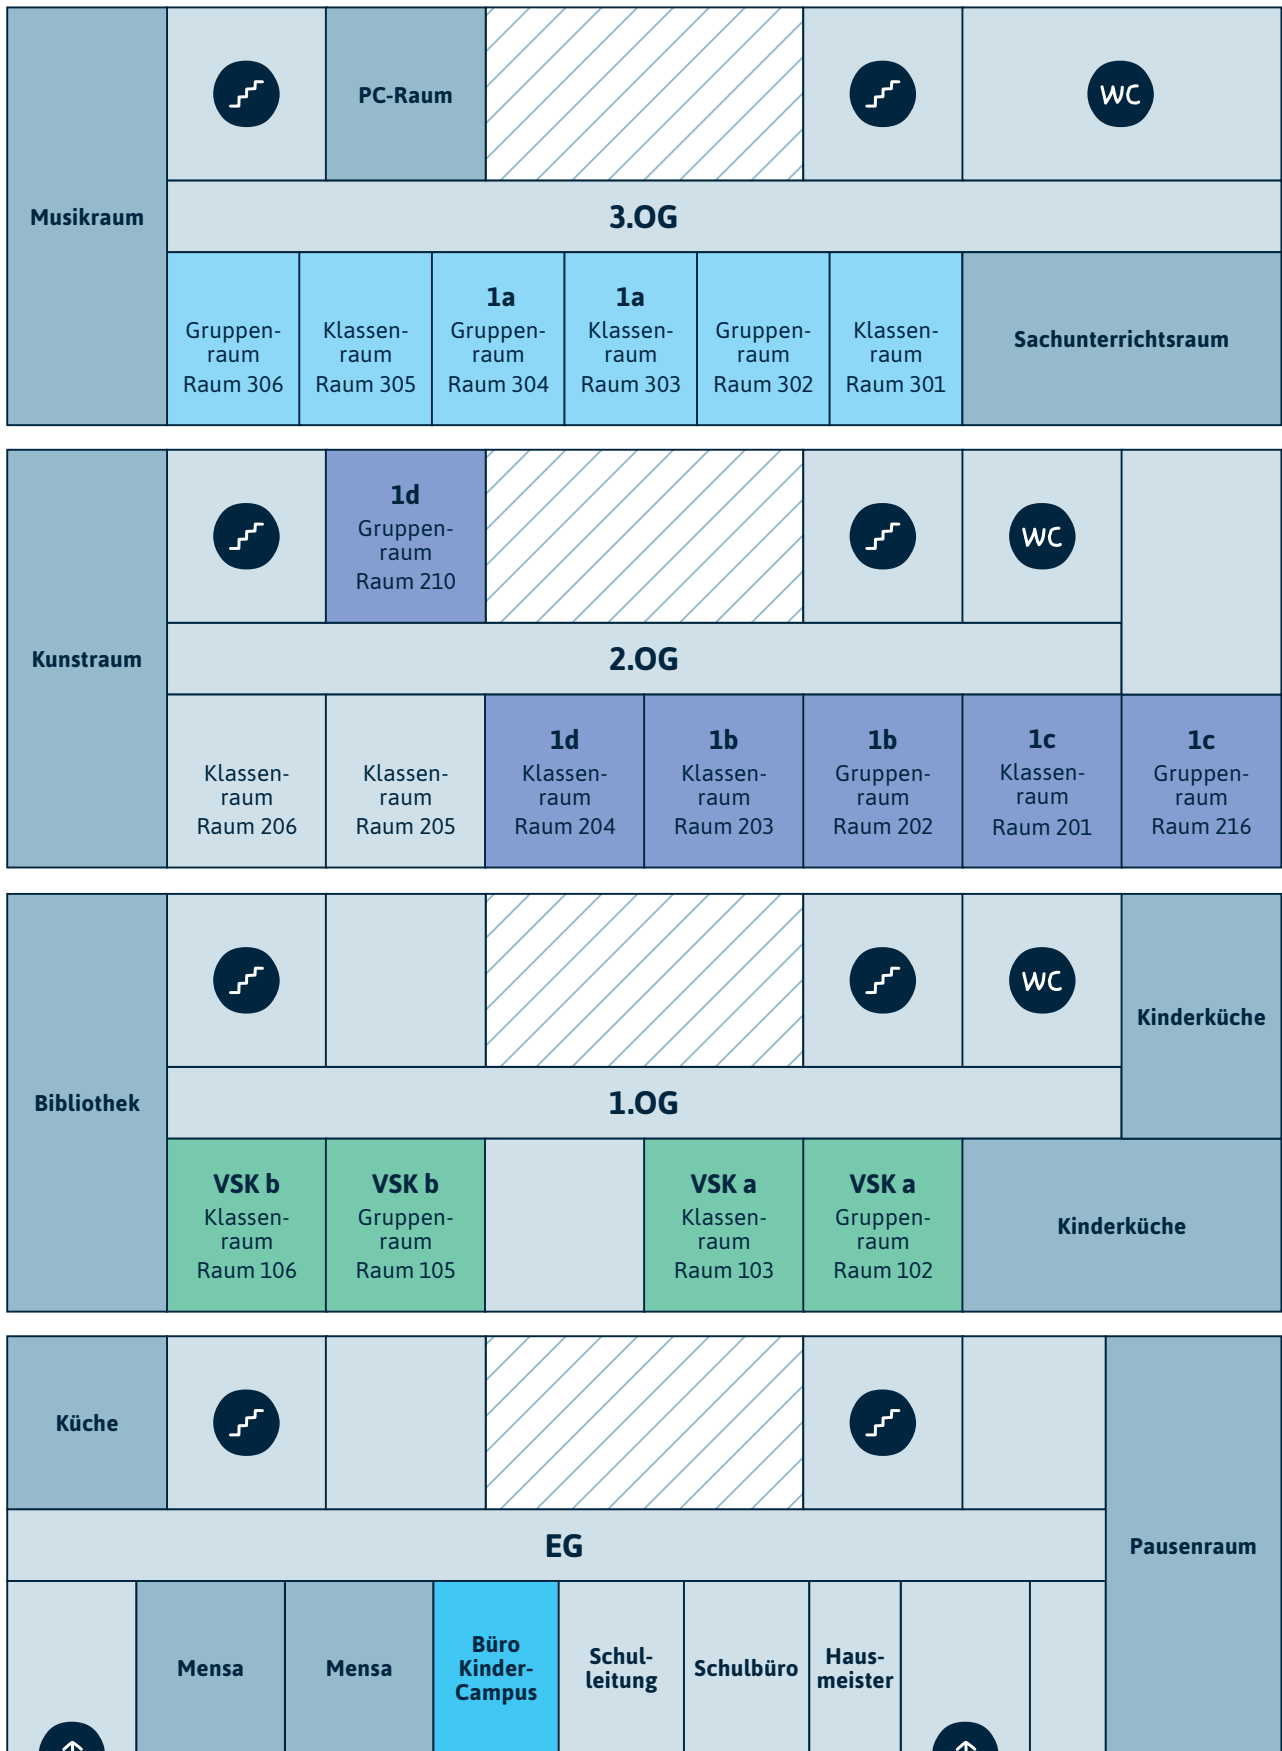 PC-Raum
WC
Musikraum
3.OG
Gruppen-
raum
Raum 306
Klassen-
raum
Raum 305
1a
Gruppen-
raum
Raum 304
1a
Klassen-
raum
Raum 303
Gruppen-
raum
Raum 302
Klassen-
raum
Raum 301
Sachunterrichtsraum
1d
Gruppen-
raum
Raum 210
WC
Kunstraum
2.OG
Klassen-
raum
Raum 206
Klassen-
raum
Raum 205
1d
Klassen-
raum
Raum 204
1b
Klassen-
raum
Raum 203
1b
Gruppen-
raum
Raum 202
1c
Klassen-
raum
Raum 201
1c
Gruppen-
raum
Raum 216
WC
Kinderküche
Bibliothek
1.OG
VSK b
Klassen-
raum
Raum 106
VSK b
Gruppen-
raum
Raum 105
VSK a
Klassen-
raum
Raum 103
VSK a
Gruppen-
raum
Raum 102
Kinderküche
Küche
EG
Pausenraum
Mensa
Mensa
Büro
Kinder-
Campus
Schul-
leitung
Schulbüro
Haus-
meister